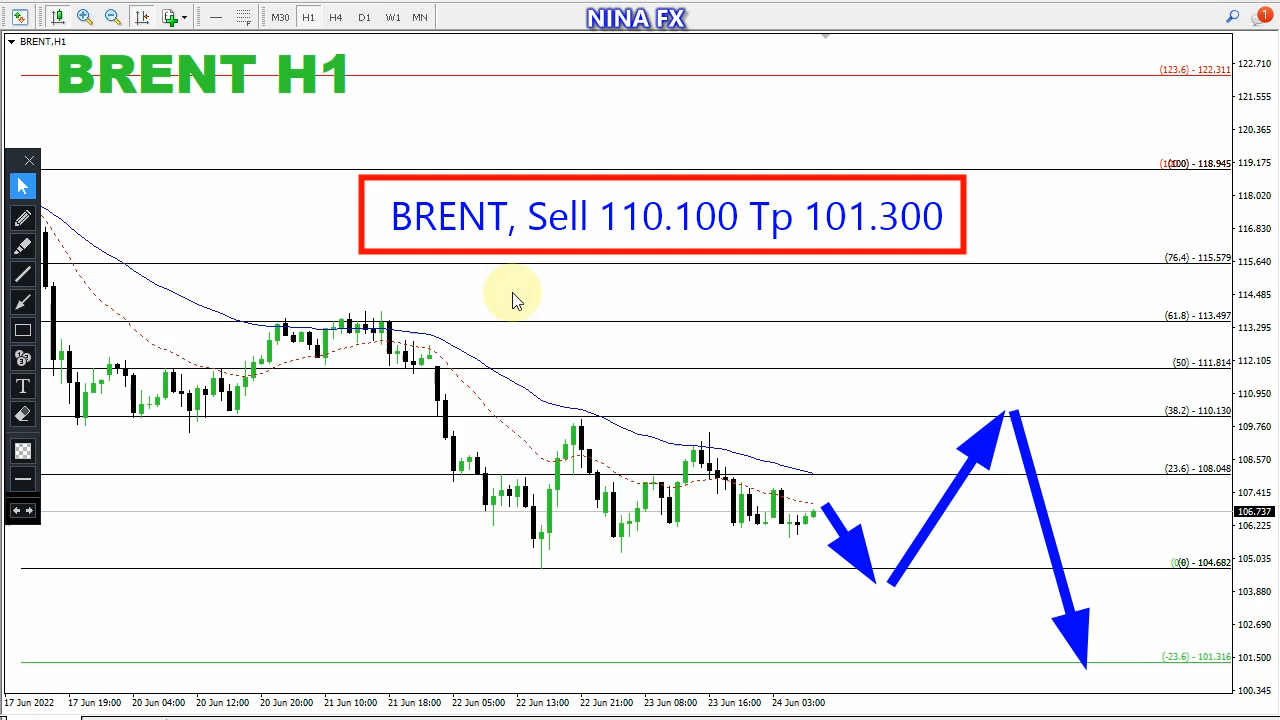 M30 H1 H4 D1 W1 MN
NINA FX
1
BRENT,H1
BRENT H1
(123.6) - 122.311
122.710
121.555
120.365
(100) - 118.945
119.175
118.020
BRENT, Sell 110.100 Tp 101.300
116.830
(76.4) - 115.579
115.640
114.485
(61.8) - 113.497
113.295
(50) - 111.814
112.105
110.950
(38.2) - 110.130
109.760
108.570
(23.6) - 108.048
107.415
106.737
106.225
105.035
(0) - 104.682
103.880
102.690
(-23.6) - 101.316
101.500
100.345
T
17 Jun 2022 17 Jun 19:00 20 Jun 04:00 20 Jun 12:00 20 Jun 20:00 21 Jun 10:00 21 Jun 18:00 22 Jun 05:00 22 Jun 13:00 22 Jun 21:00 23 Jun 08:00 23 Jun 16:00 24 Jun 03:00